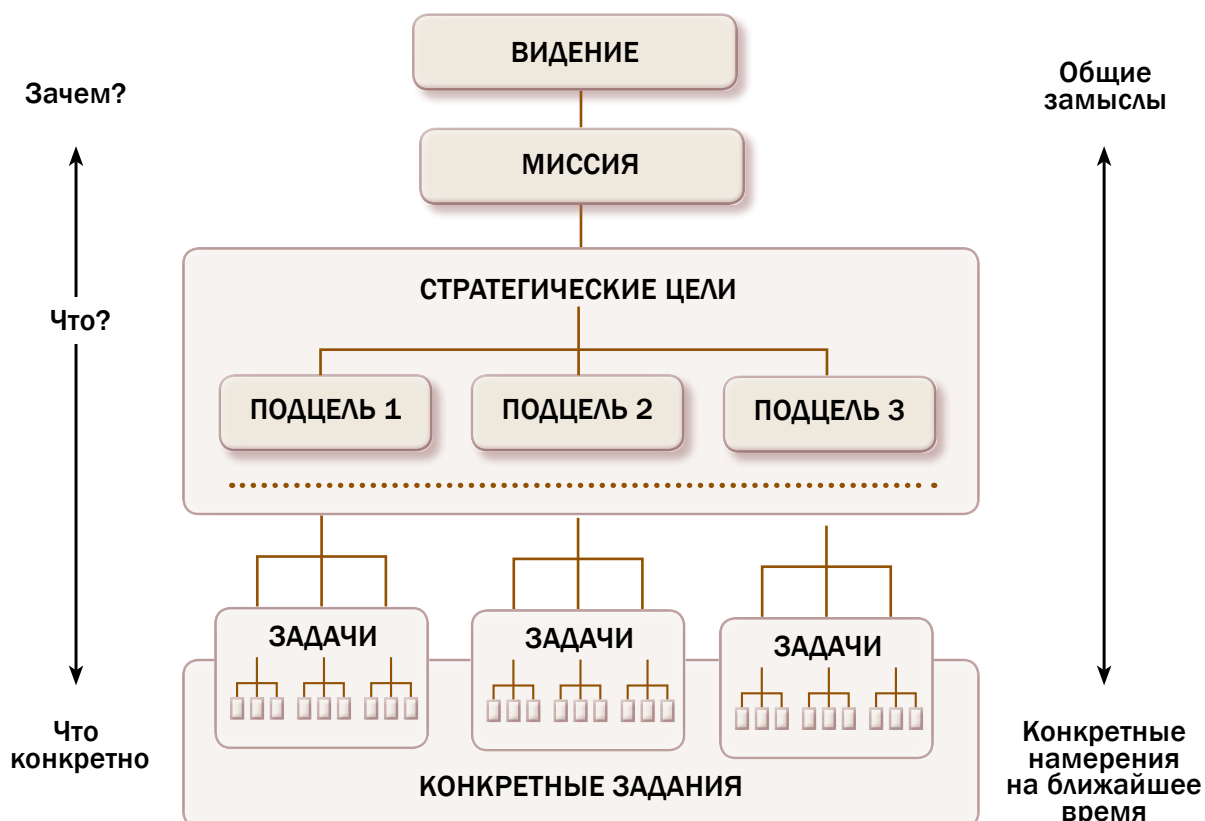 ВИДЕНИЕ
Зачем?
Общие
замыслы
МИССИЯ
СТРАТЕГИЧЕСКИЕ ЦЕЛИ
Что?
ПОДЦЕЛЬ 1
ПОДЦЕЛЬ 2
ПОДЦЕЛЬ 3
ЗАДАЧИ
ЗАДАЧИ
ЗАДАЧИ
Что
конкретно
Конкретные
намерения
на ближайшее
время
КОНКРЕТНЫЕ ЗАДАНИЯ